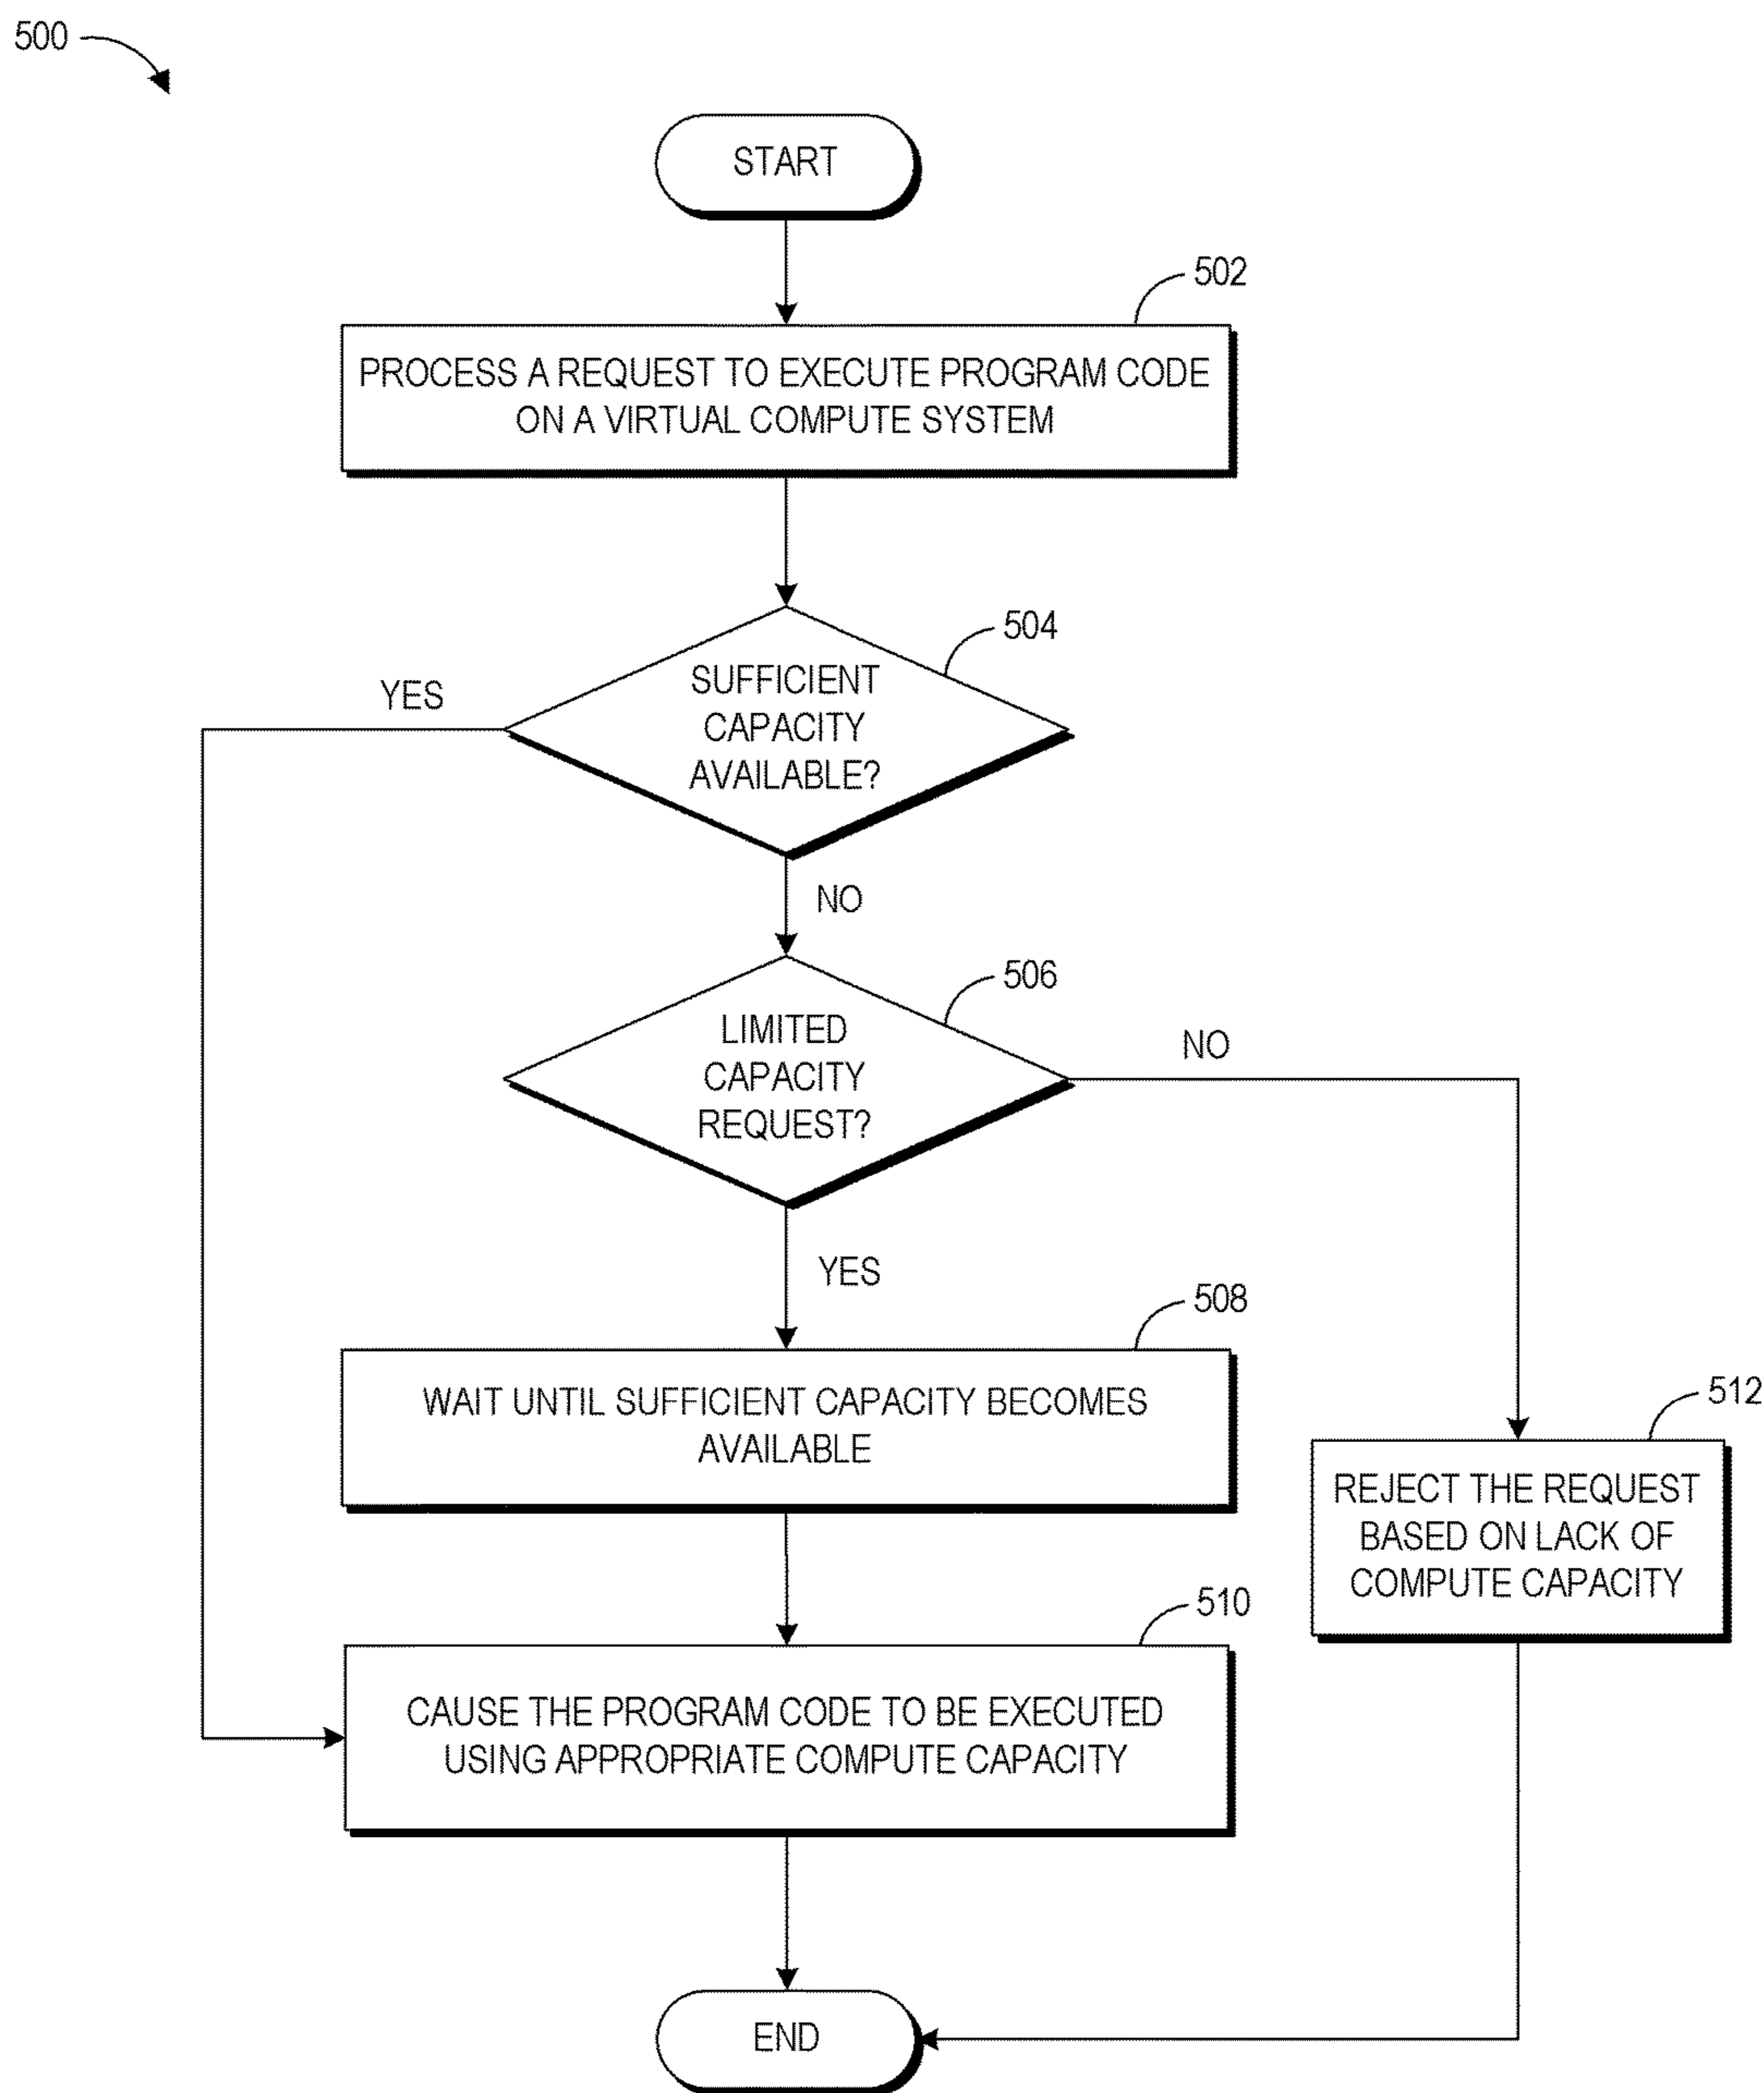 500
START
502
PROCESS A REQUEST TO EXECUTE PROGRAM CODE
ON A VIRTUAL COMPUTE SYSTEM
504
SUFFICIENT
CAPACITY
AVAILABLE?
YES
NO
506
LIMITED
CAPACITY
REQUEST?
NO
YES
508
WAIT UNTIL SUFFICIENT CAPACITY BECOMES
AVAILABLE
512
REJECT THE REQUEST
BASED ON LACK OF
COMPUTE CAPACITY
510
CAUSE THE PROGRAM CODE TO BE EXECUTED
USING APPROPRIATE COMPUTE CAPACITY
END